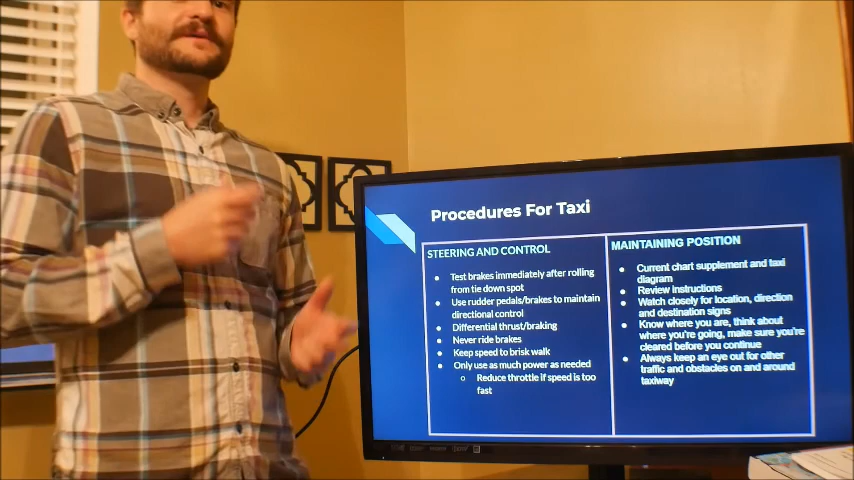 Procedures For Taxi
STEERING AND CONTROL
Test brakes immediately after rolling
from tie down spot
Use rudder pedals/brakes to maintain
directional control
Differential thrust/braking
Never ride brakes
Keep speed to brisk walk
Only use as much power as needed
Reduce throttle if speed is too
fast
MAINTAINING POSITION
Current chart supplement and taxi
diagram
Review instructions
Watch closely for location, direction
and destination signs
Know where you are, think about
where you're going, make sure you're
cleared before you continue
Always keep an eye out for other
traffic and obstacles on and around
taxiway